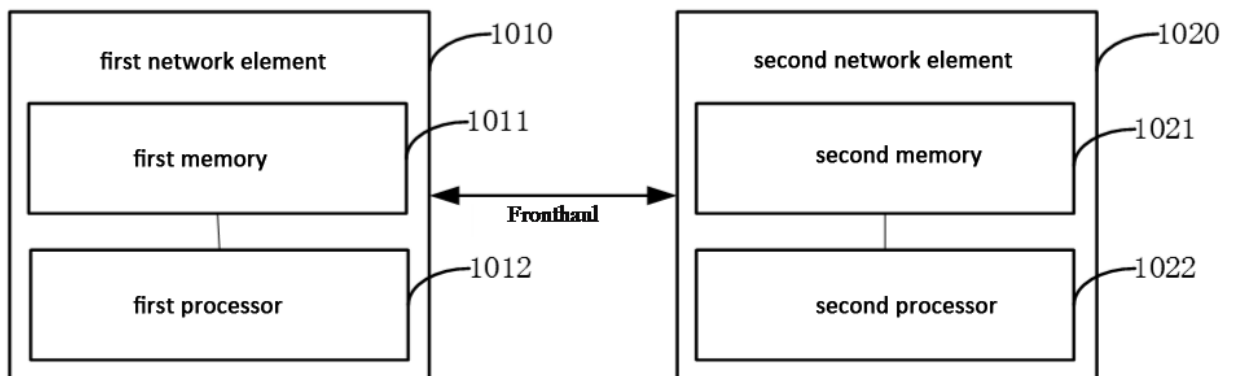 first network element
1010
first memory
1011
first processor
1012
Fronthaul
second network element
1020
second memory
1021
second processor
1022